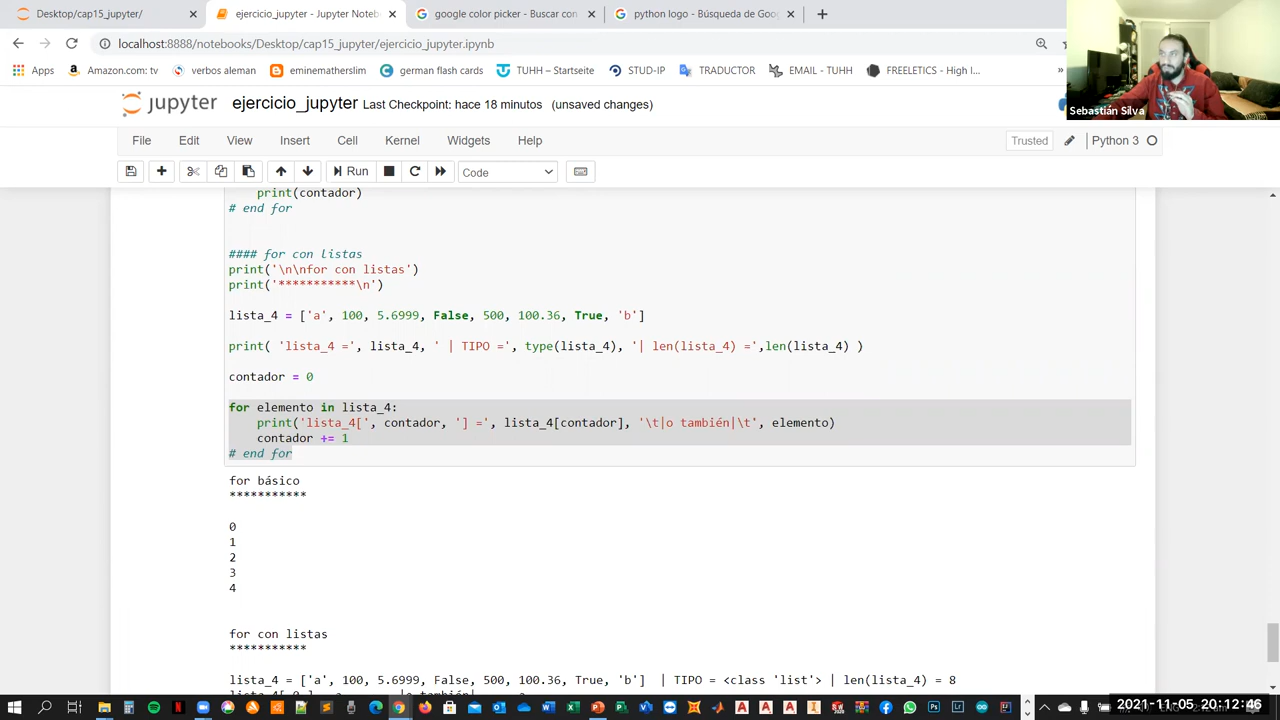 Desktop/cap15_jupyter/
ejercicio_jupyter - Jupyter Noteb
google color picker - Buscar con
python logo - Búsqueda de Goo
localhost:8888/notebooks/Desktop/cap15_jupyter/ejercicio_jupyter.ipynb
Apps Amazon.com: tv verbos aleman eminematherslim german flash cards TUHH – Startseite STUD-IP TRADUCTOR EMAIL - TUHH FREELETICS - High I... »
Sebastián Silva
jupyter ejercicio_jupyter Last Checkpoint: hace 18 minutos (unsaved changes)
File Edit View Insert Cell Kernel Widgets Help Trusted Python 3
Run Code
print(contador)
# end for
#### for con listas
print('\n\nfor con listas')
print('***********\n')
lista_4 = ['a', 100, 5.6999, False, 500, 100.36, True, 'b']
print( 'lista_4 =', lista_4, ' | TIPO =', type(lista_4), '| len(lista_4) =',len(lista_4) )
contador = 0
for elemento in lista_4:
print('lista_4[', contador, '] =', lista_4[contador], '\t|o también|\t', elemento)
contador += 1
# end for
for básico
***********
0
1
2
3
4
for con listas
***********
lista_4 = ['a', 100, 5.6999, False, 500, 100.36, True, 'b'] | TIPO = <class 'list'> | len(lista_4) = 8
2021-11-05 20:12:46